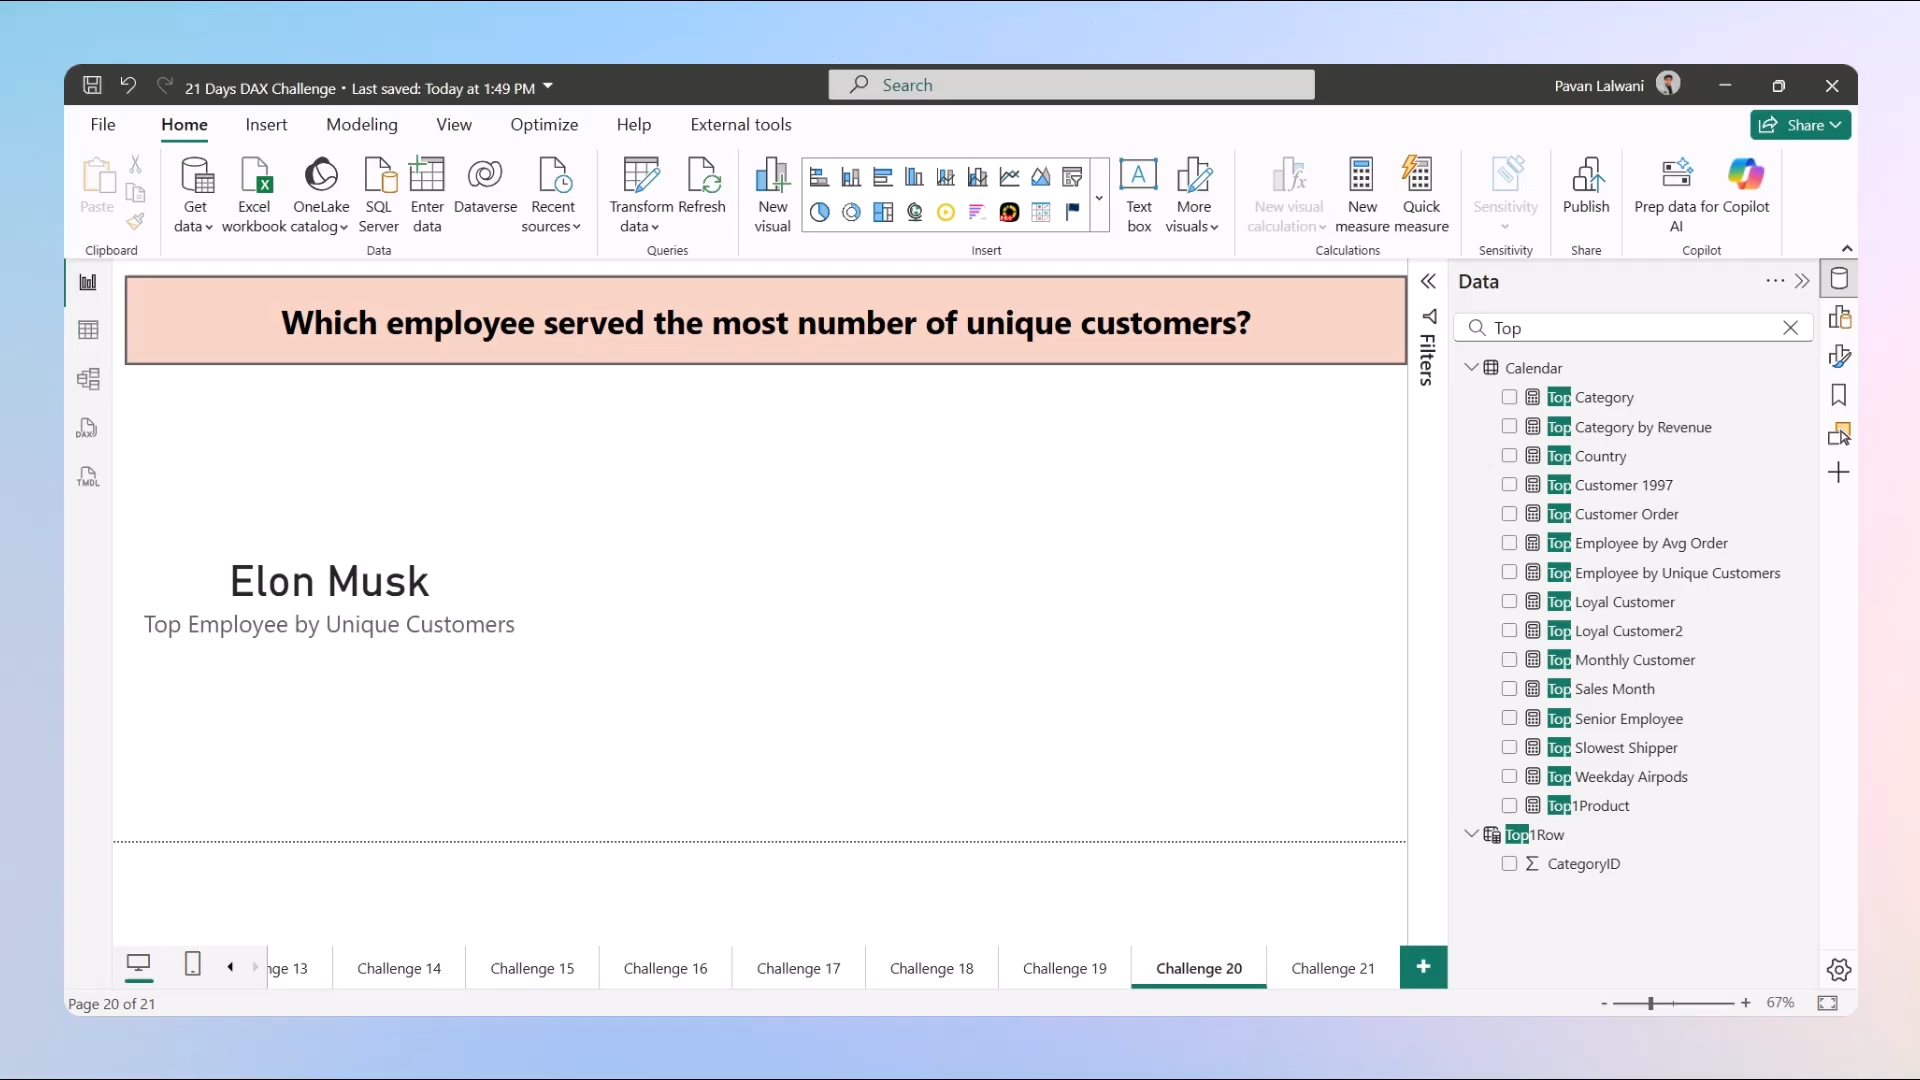 21 Days DAX Challenge • Last saved: Today at 1:49 PM
Search
Pavan Lalwani
File Home Insert Modeling View Optimize Help External tools
Share
Paste
Clipboard
Get data
Excel workbook
OneLake catalog
SQL Server
Enter data
Dataverse
Recent sources
Data
Transform data
Refresh
Queries
New visual
A
Text box
More visuals
Insert
New visual calculation
New measure
Quick measure
Calculations
Sensitivity
Sensitivity
Publish
Share
Prep data for AI
Copilot
Copilot
DAX
TMDL
Which employee served the most number of unique customers?
Elon Musk
Top Employee by Unique Customers
Filters
Data
Top
Calendar
Top Category
Top Category by Revenue
Top Country
Top Customer 1997
Top Customer Order
Top Employee by Avg Order
Top Employee by Unique Customers
Top Loyal Customer
Top Loyal Customer2
Top Monthly Customer
Top Sales Month
Top Senior Employee
Top Slowest Shipper
Top Weekday Airpods
Top1Product
Top1Row
CategoryID
nge 13 Challenge 14 Challenge 15 Challenge 16 Challenge 17 Challenge 18 Challenge 19 Challenge 20 Challenge 21 +
Page 20 of 21
- + 67%